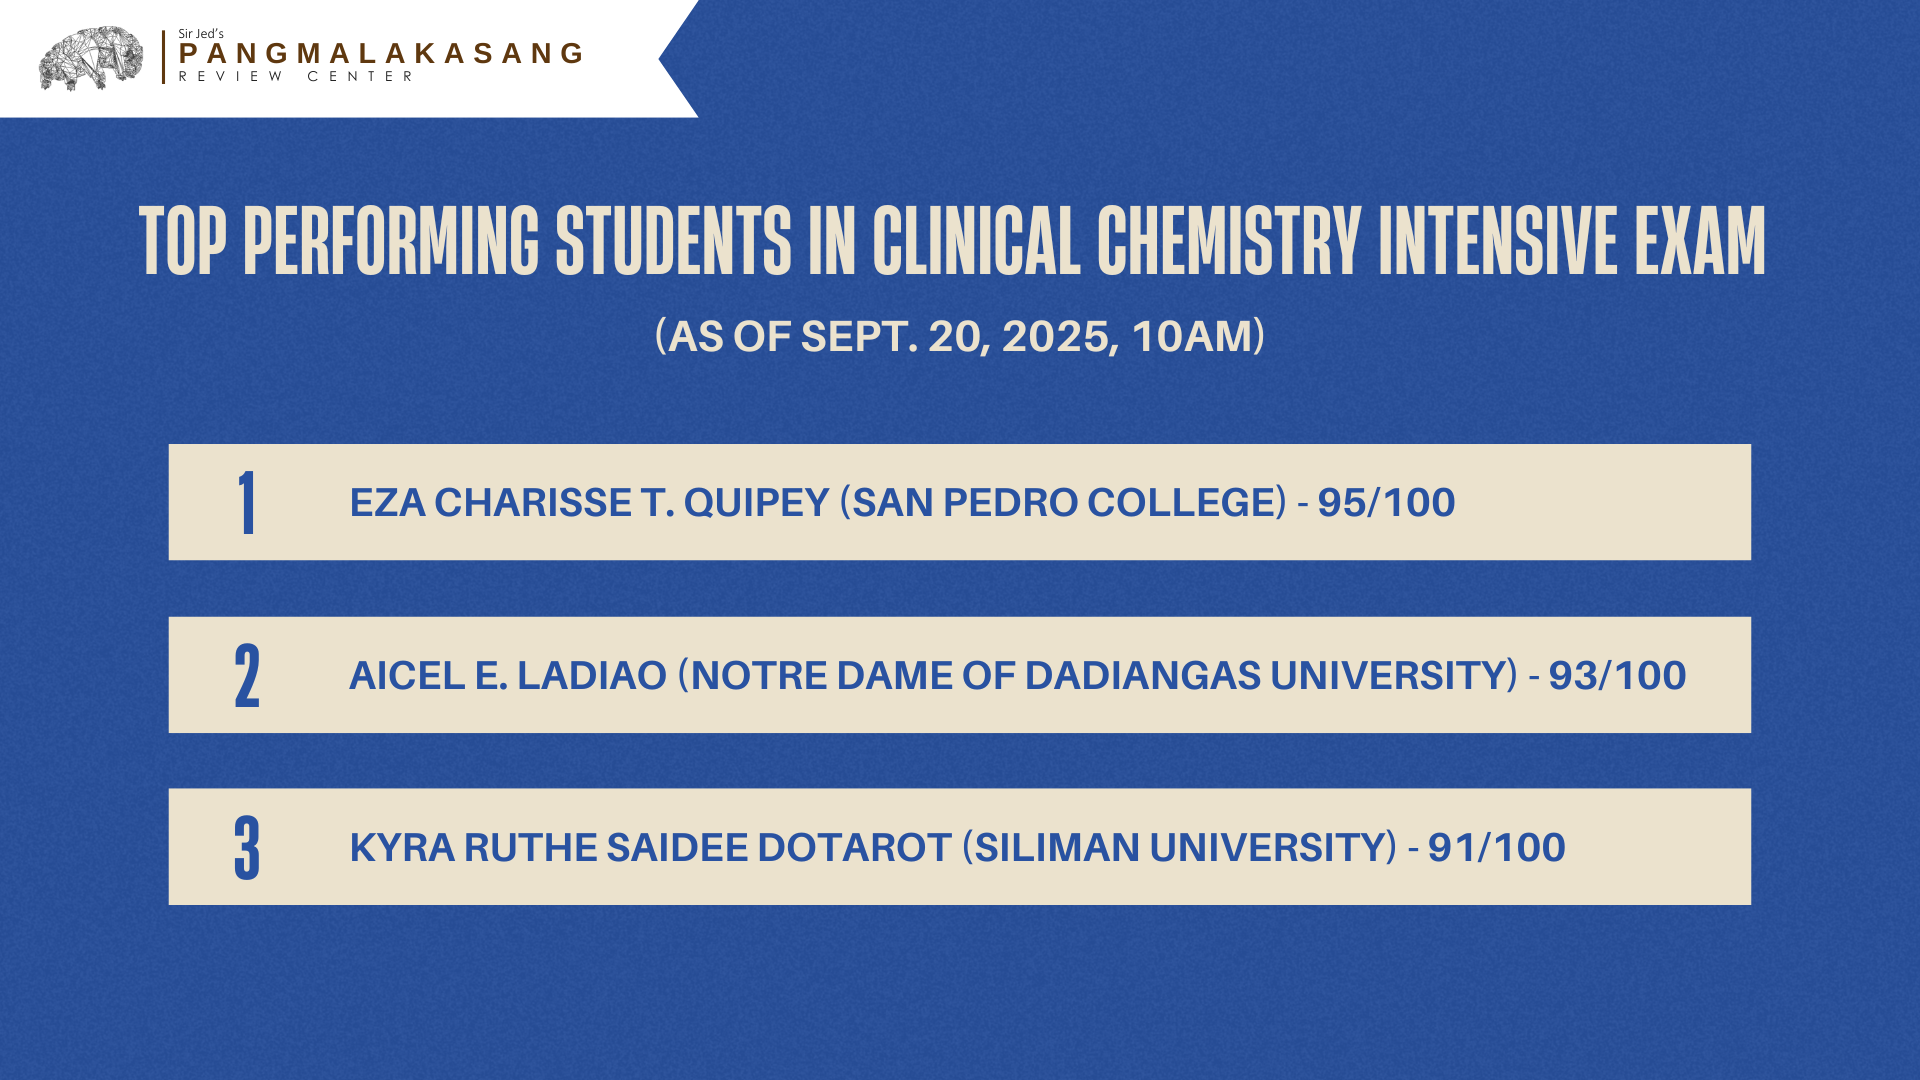 Sir Jed's
PANGMALAKASANG
REVIEW CENTER
TOP PERFORMING STUDENTS IN CLINICAL CHEMISTRY INTENSIVE EXAM
(AS OF SEPT. 20, 2025, 10AM)
1 EZA CHARISSE T. QUIPEY (SAN PEDRO COLLEGE) - 95/100
2 AICEL E. LADIAO (NOTRE DAME OF DADIANGAS UNIVERSITY) - 93/100
3 KYRA RUTHE SAIDEE DOTAROT (SILIMAN UNIVERSITY) - 91/100